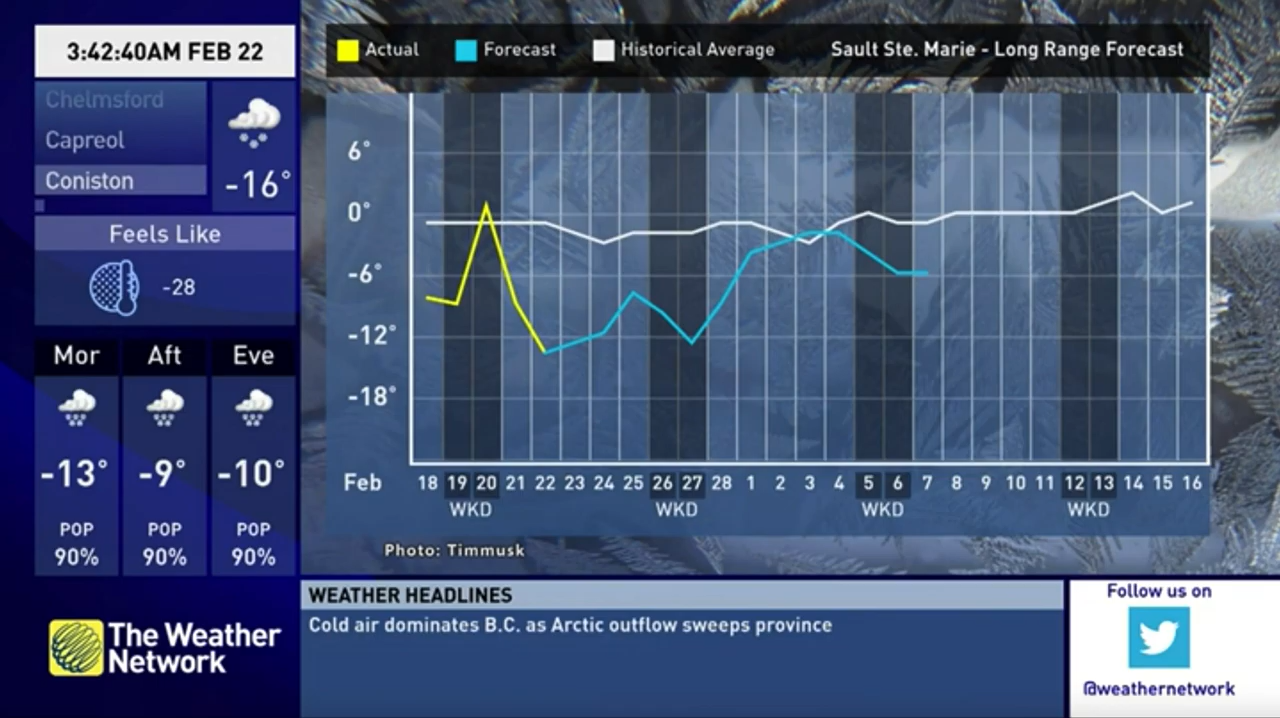 3:42:40AM FEB 22
Chelmsford
Capreol
Coniston
-16°
Feels Like
-28
Mor Aft Eve
-13° -9° -10°
POP POP POP
90% 90% 90%
The Weather
Network
Actual Forecast Historical Average Sault Ste. Marie - Long Range Forecast
6°
0°
-6°
-12°
-18°
Feb 18 19 20 21 22 23 24 25 26 27 28 1 2 3 4 5 6 7 8 9 10 11 12 13 14 15 16
WKD WKD WKD WKD
Photo: Timmusk
WEATHER HEADLINES
Cold air dominates B.C. as Arctic outflow sweeps province
Follow us on
@weathernetwork